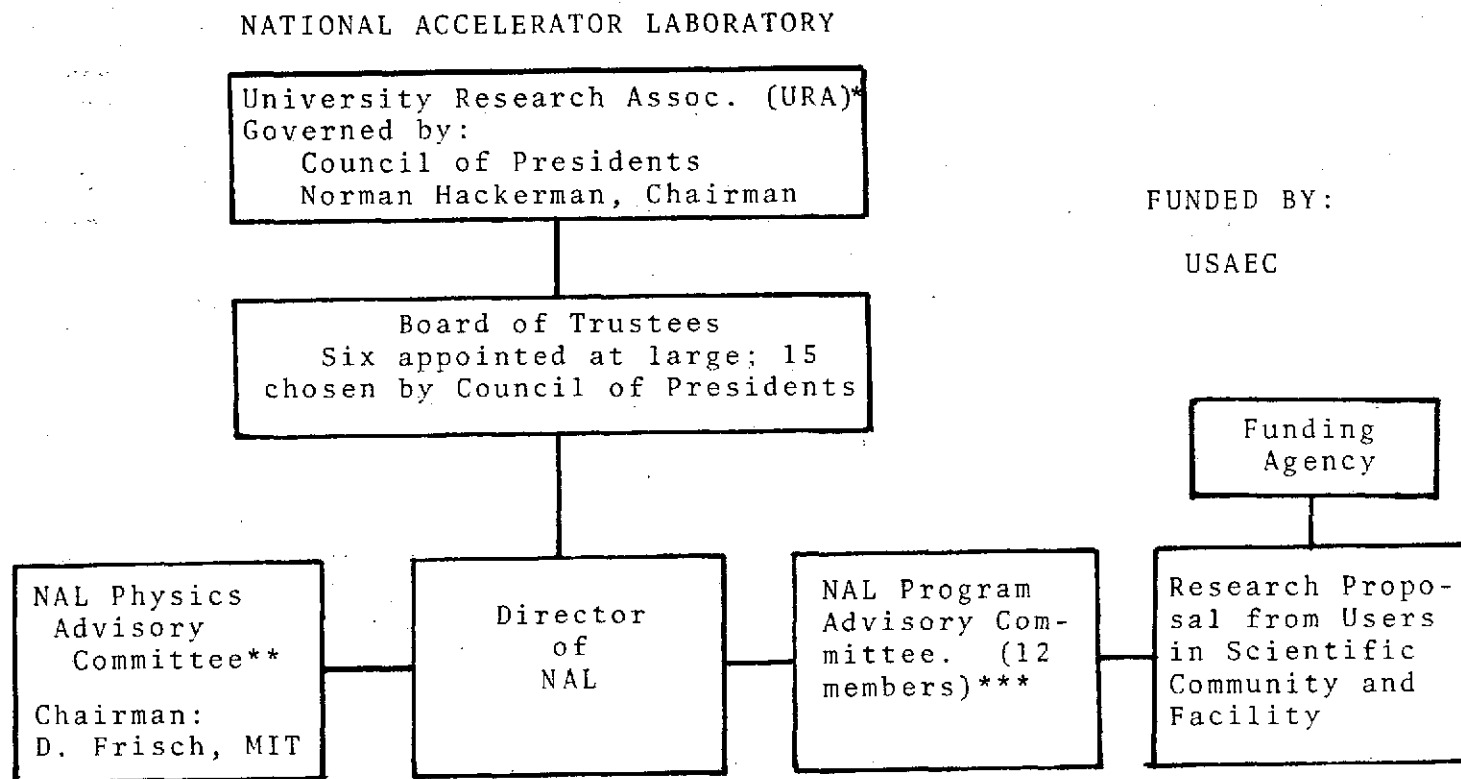 NATIONAL ACCELERATOR LABORATORY
University Research Assoc. (URA)*
Governed by:
Council of Presidents
Norman Hackerman, Chairman
FUNDED BY:
USAEC
Board of Trustees
Six appointed at large; 15
chosen by Council of Presidents
Funding
Agency
NAL Physics
Advisory
Committee**
Chairman:
D. Frisch, MIT
Director
of
NAL
NAL Program
Advisory Com-
mittee. (12
members)***
Research Propo-
sal from Users
in Scientific
Community and
Facility